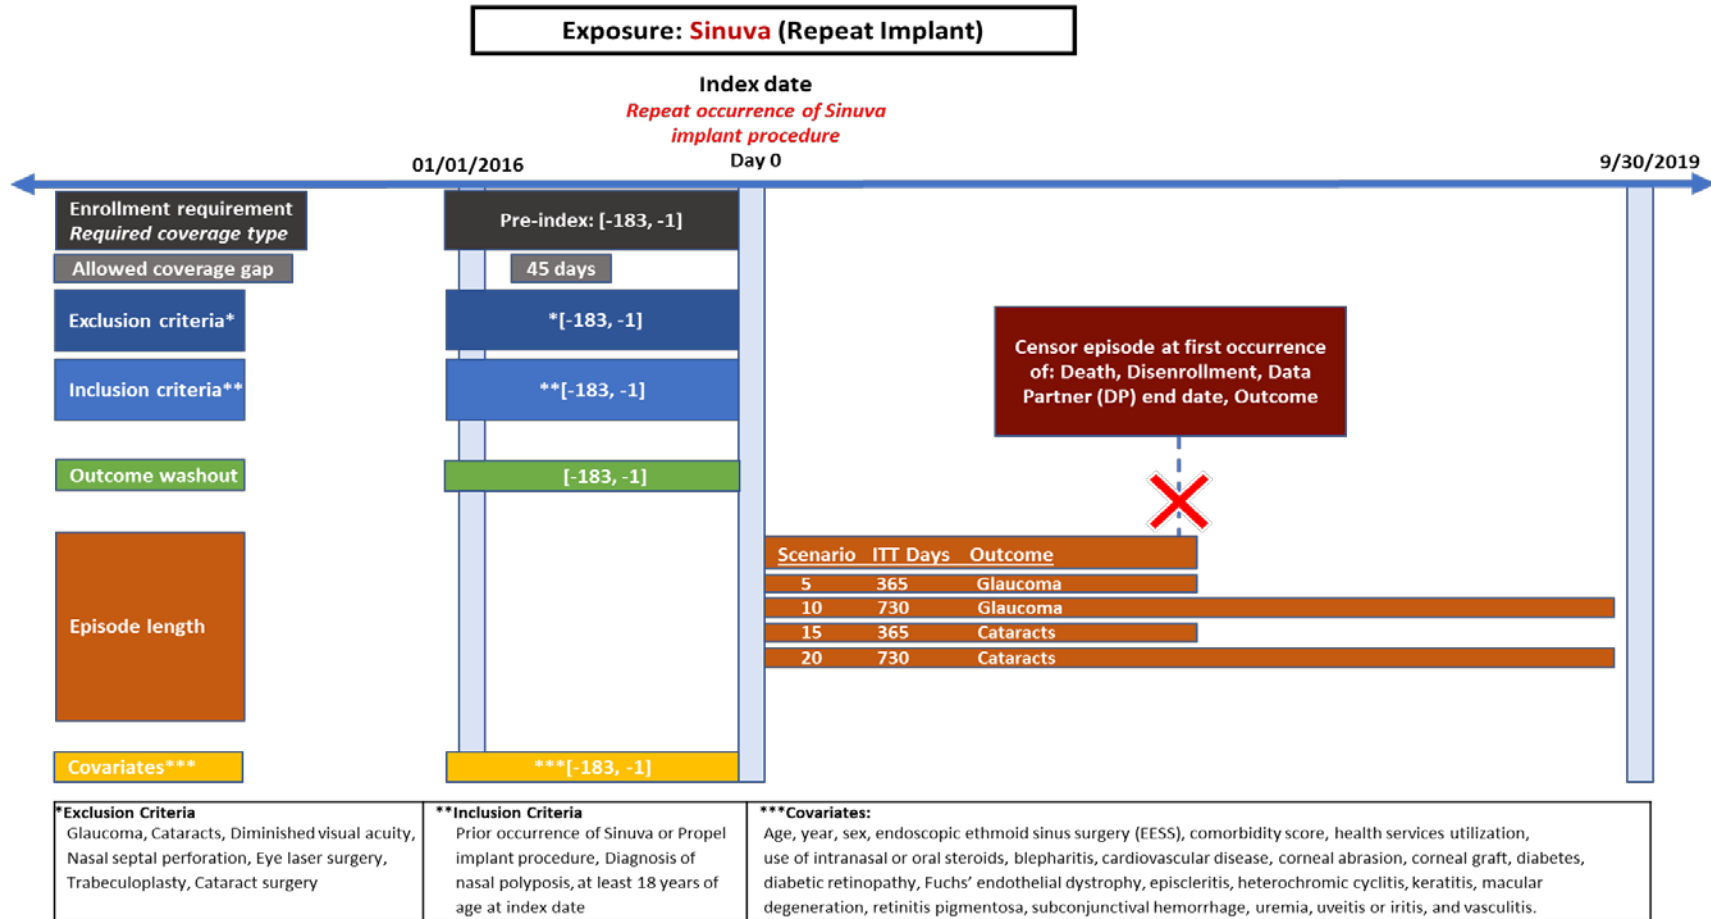 Exposure: Sinuva (Repeat Implant)
Index date
Repeat occurrence of Sinuva
implant procedure
01/01/2016
Day 0
9/30/2019
Enrollment requirement
Required coverage type
Pre-index: [-183, -1]
Allowed coverage gap
45 days
Exclusion criteria*
*[-183, -1]
Inclusion criteria**
**[-183, -1]
Censor episode at first occurrence
of: Death, Disenrollment, Data
Partner (DP) end date, Outcome
Outcome washout
[-183, -1]
Episode length
Scenario ITT Days Outcome
5 365 Glaucoma
10 730 Glaucoma
15 365 Cataracts
20 730 Cataracts
Covariates***
***[-183, -1]
*Exclusion Criteria
Glaucoma, Cataracts, Diminished visual acuity,
Nasal septal perforation, Eye laser surgery,
Trabeculoplasty, Cataract surgery
**Inclusion Criteria
Prior occurrence of Sinuva or Propel
implant procedure, Diagnosis of
nasal polyposis, at least 18 years of
age at index date
***Covariates:
Age, year, sex, endoscopic ethmoid sinus surgery (EESS), comorbidity score, health services utilization,
use of intranasal or oral steroids, blepharitis, cardiovascular disease, corneal abrasion, corneal graft, diabetes,
diabetic retinopathy, Fuchs' endothelial dystrophy, episcleritis, heterochromic cyclitis, keratitis, macular
degeneration, retinitis pigmentosa, subconjunctival hemorrhage, uremia, uveitis or iritis, and vasculitis.